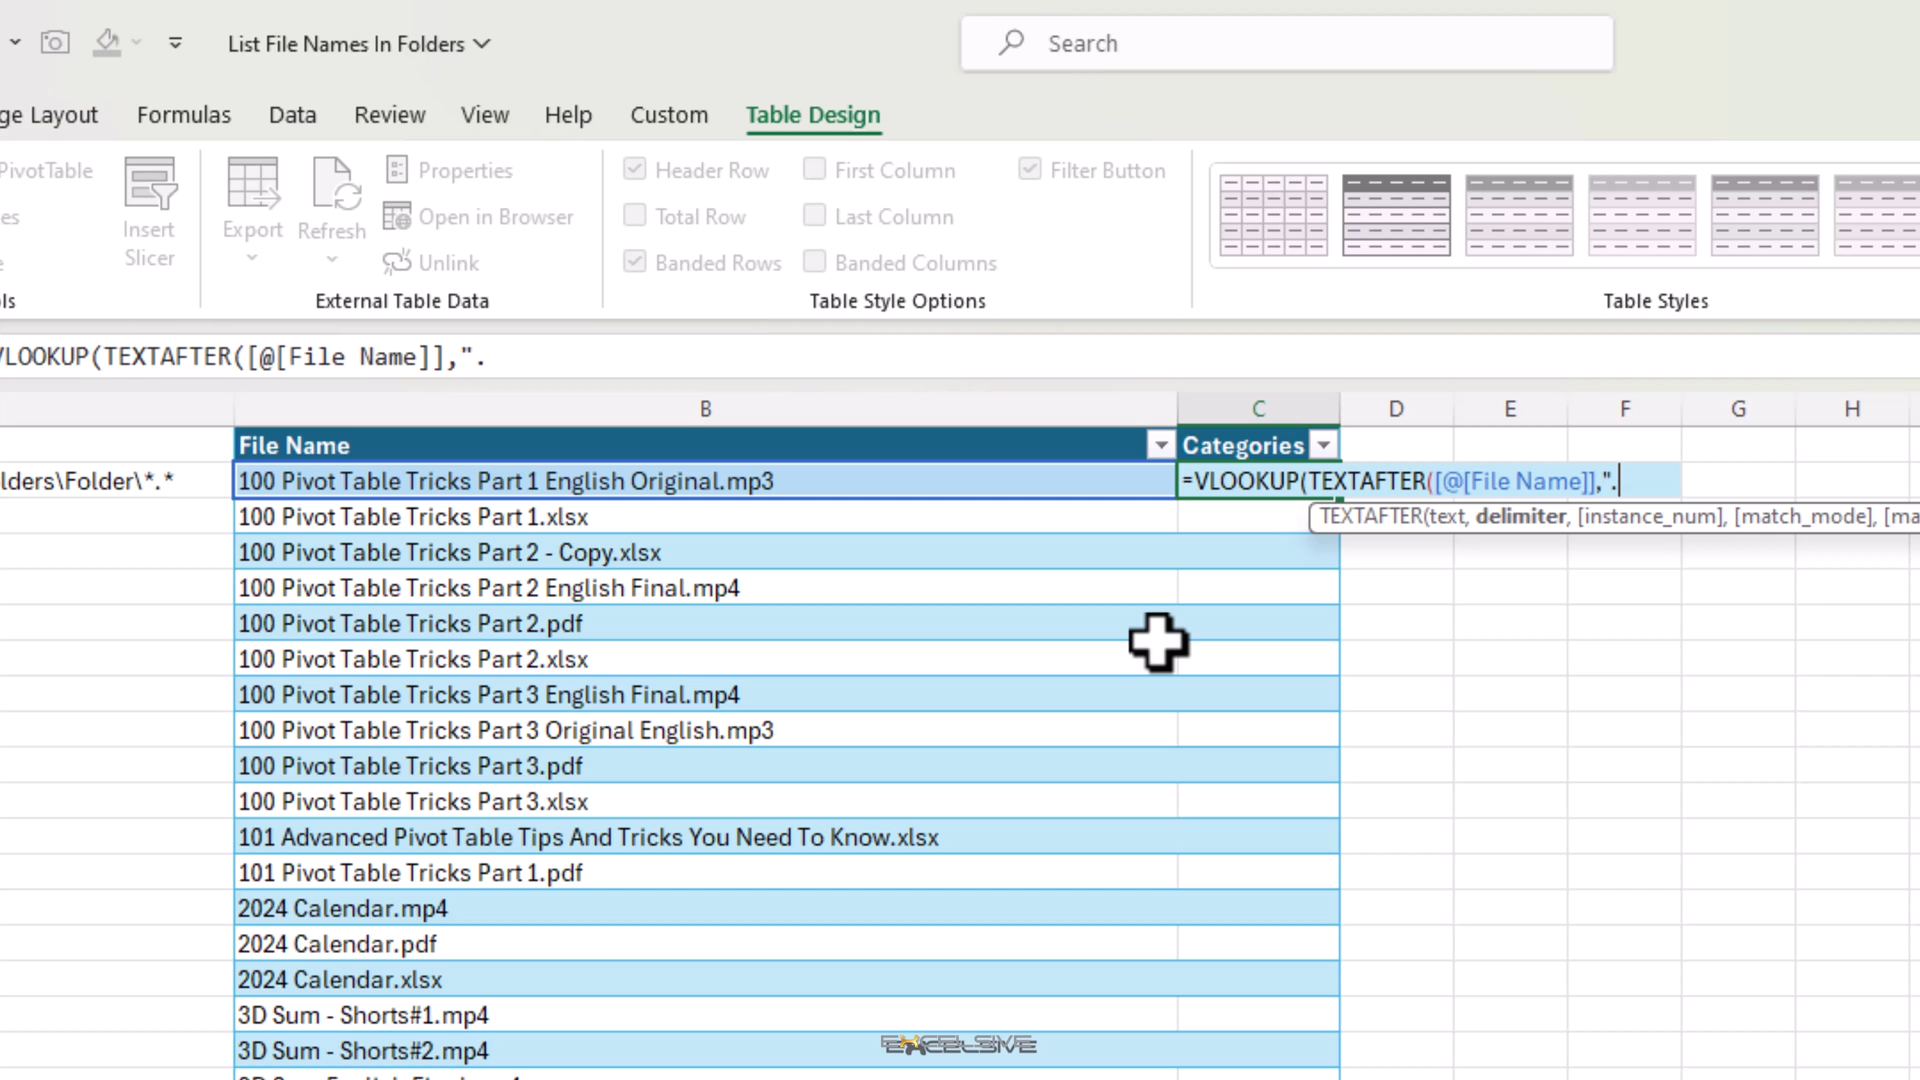 List File Names In Folders
Search
ge Layout Formulas Data Review View Help Custom Table Design
PivotTable
es
e
ls
Insert Slicer
Export
Refresh
Properties
Open in Browser
Unlink
External Table Data
Header Row First Column Filter Button
Total Row Last Column
Banded Rows Banded Columns
Table Style Options
Table Styles
VLOOKUP(TEXTAFTER([@[File Name]],".
B C D E F G H
File Name Categories
lders\Folder\*.* 100 Pivot Table Tricks Part 1 English Original.mp3 =VLOOKUP(TEXTAFTER([@[File Name]],".
100 Pivot Table Tricks Part 1.xlsx TEXTAFTER(text, delimiter, [instance_num], [match_mode], [ma
100 Pivot Table Tricks Part 2 - Copy.xlsx
100 Pivot Table Tricks Part 2 English Final.mp4
100 Pivot Table Tricks Part 2.pdf
100 Pivot Table Tricks Part 2.xlsx
100 Pivot Table Tricks Part 3 English Final.mp4
100 Pivot Table Tricks Part 3 Original English.mp3
100 Pivot Table Tricks Part 3.pdf
100 Pivot Table Tricks Part 3.xlsx
101 Advanced Pivot Table Tips And Tricks You Need To Know.xlsx
101 Pivot Table Tricks Part 1.pdf
2024 Calendar.mp4
2024 Calendar.pdf
2024 Calendar.xlsx
3D Sum - Shorts#1.mp4
3D Sum - Shorts#2.mp4
EXCELSIVE